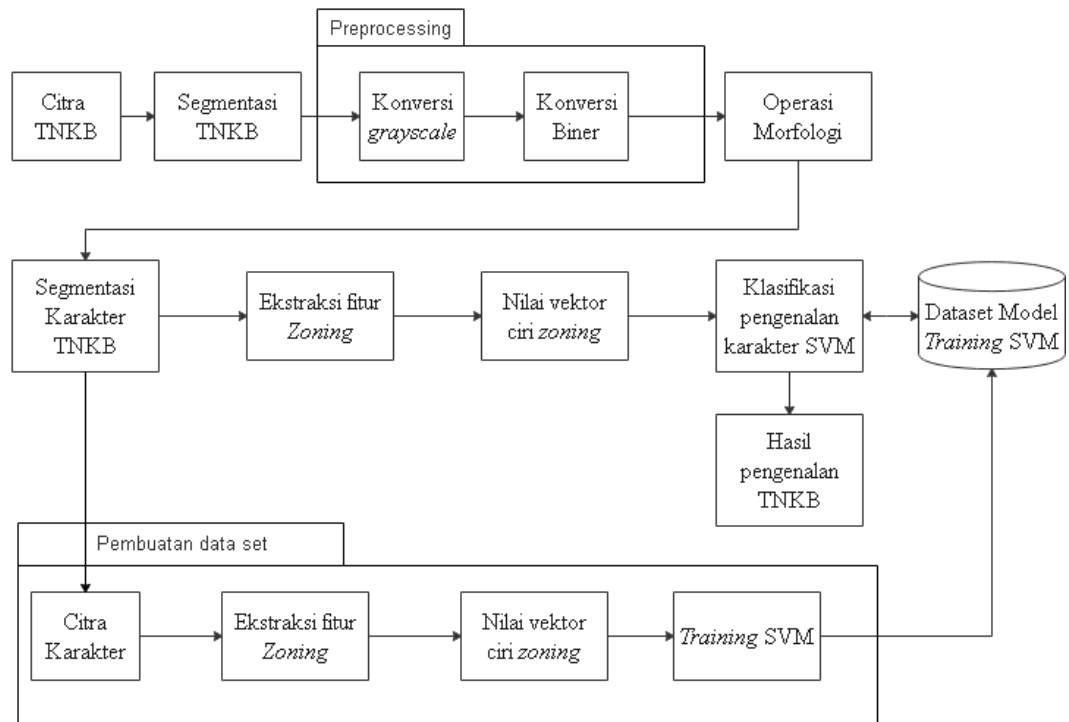 Preprocessing
Citra
TNKB
Segmentasi
TNKB
Konversi
grayscale
Konversi
Biner
Operasi
Morfologi
Segmentasi
Karakter
TNKB
Ekstraksi fitur
Zoning
Nilai vektor
ciri zoning
Klasifikasi
pengenalan
karakter SVM
Dataset Model
Training SVM
Hasil
pengenalan
TNKB
Pembuatan data set
Citra
Karakter
Ekstraksi fitur
Zoning
Nilai vektor
ciri zoning
Training SVM